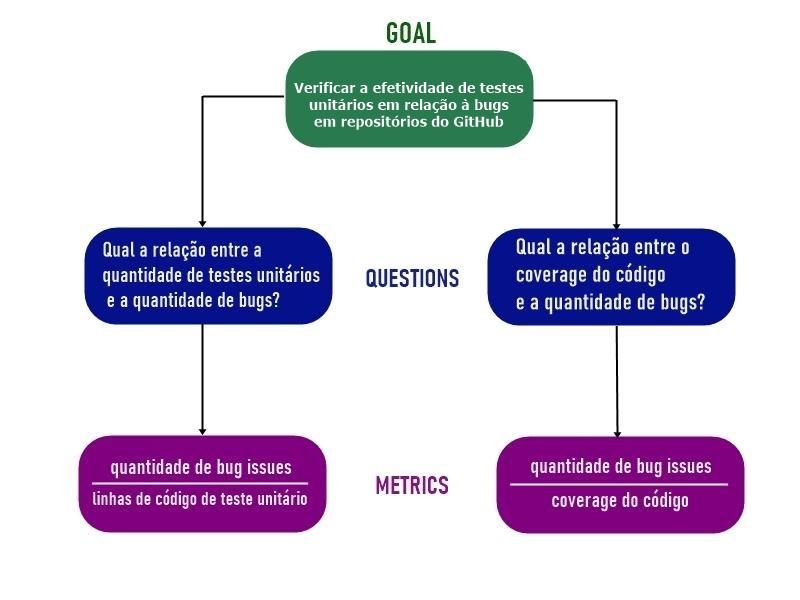 GOAL
Verificar a efetividade de testes
unitários em relação à bugs
em repositórios do GitHub
Qual a relação entre a
quantidade de testes unitários
e a quantidade de bugs?
QUESTIONS
Qual a relação entre o
coverage do código
e a quantidade de bugs?
quantidade de bug issues
linhas de código de teste unitário
METRICS
quantidade de bug issues
coverage do código